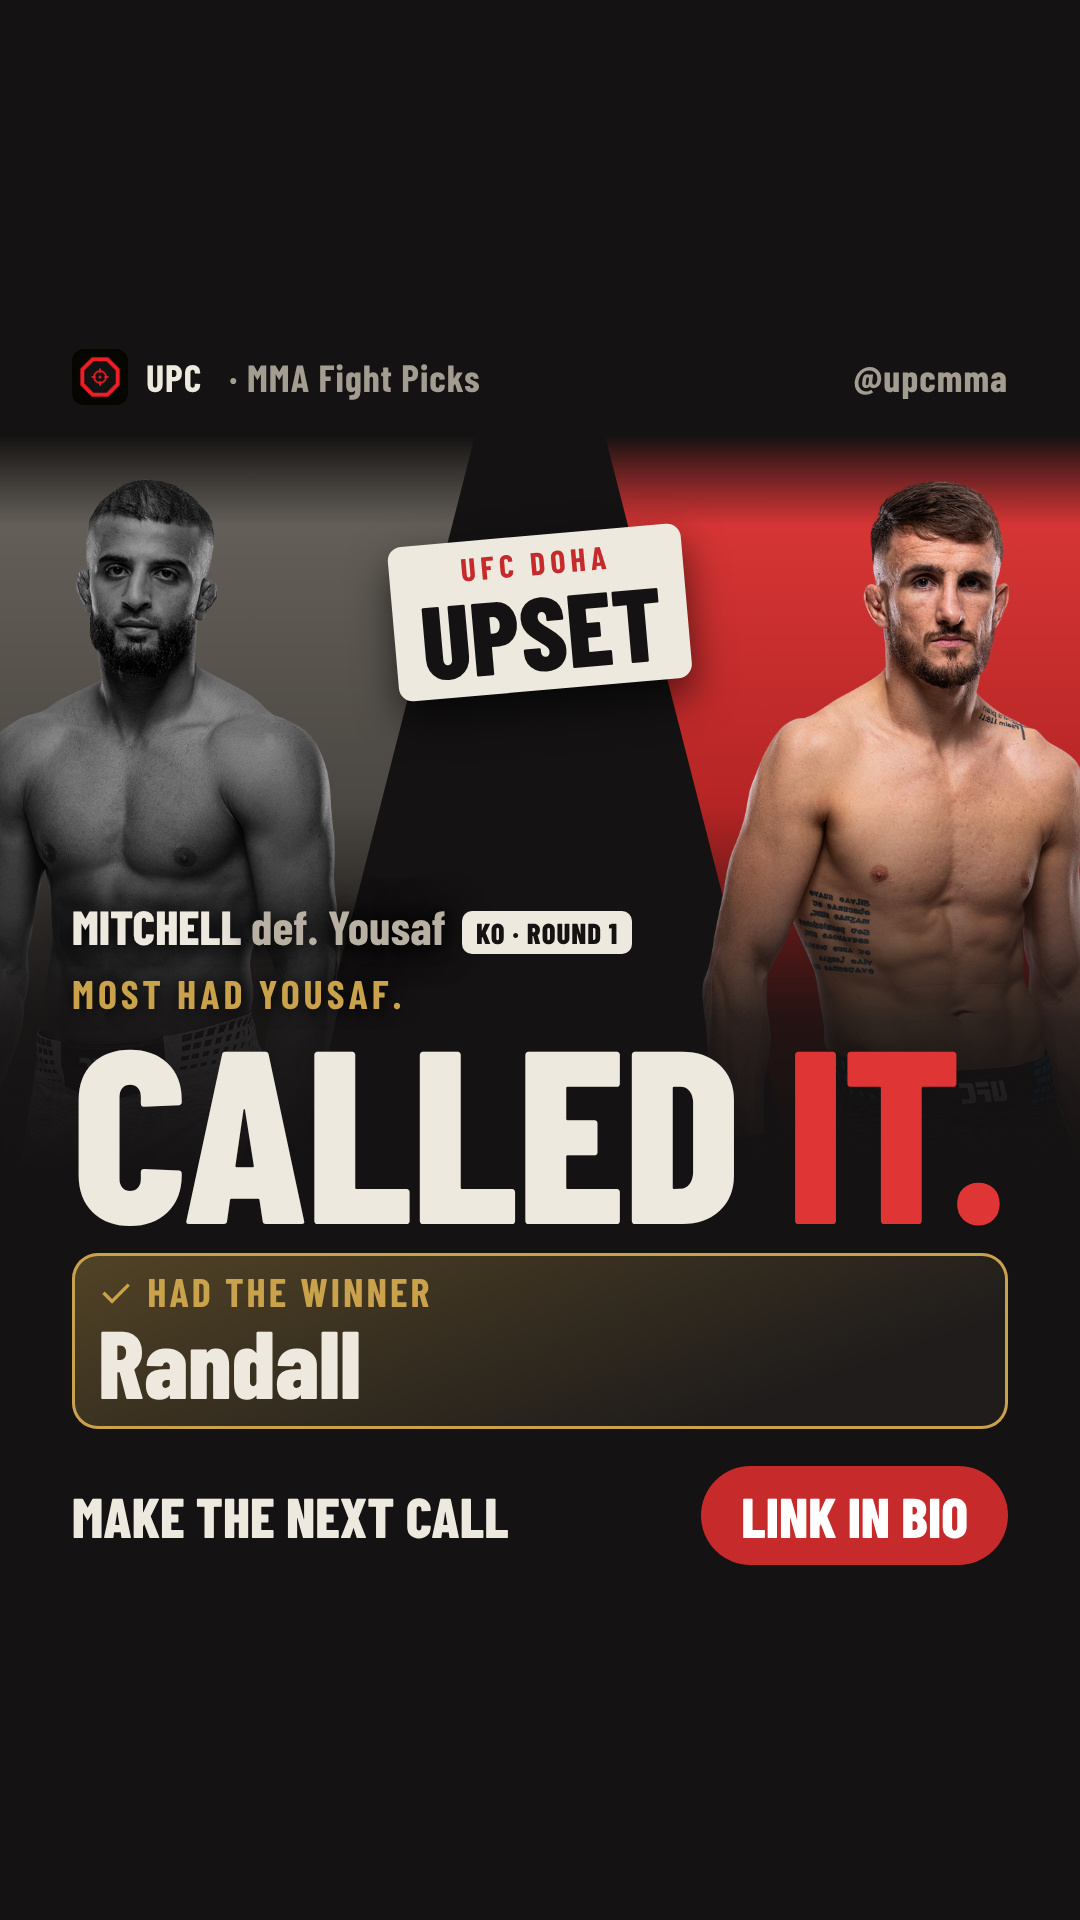 UPC · MMA Fight Picks
@upcmma
UFC DOHA
UPSET
MITCHELL def. Yousaf KO · ROUND 1
MOST HAD YOUSAF.
CALLED IT.
HAD THE WINNER
Randall
MAKE THE NEXT CALL
LINK IN BIO